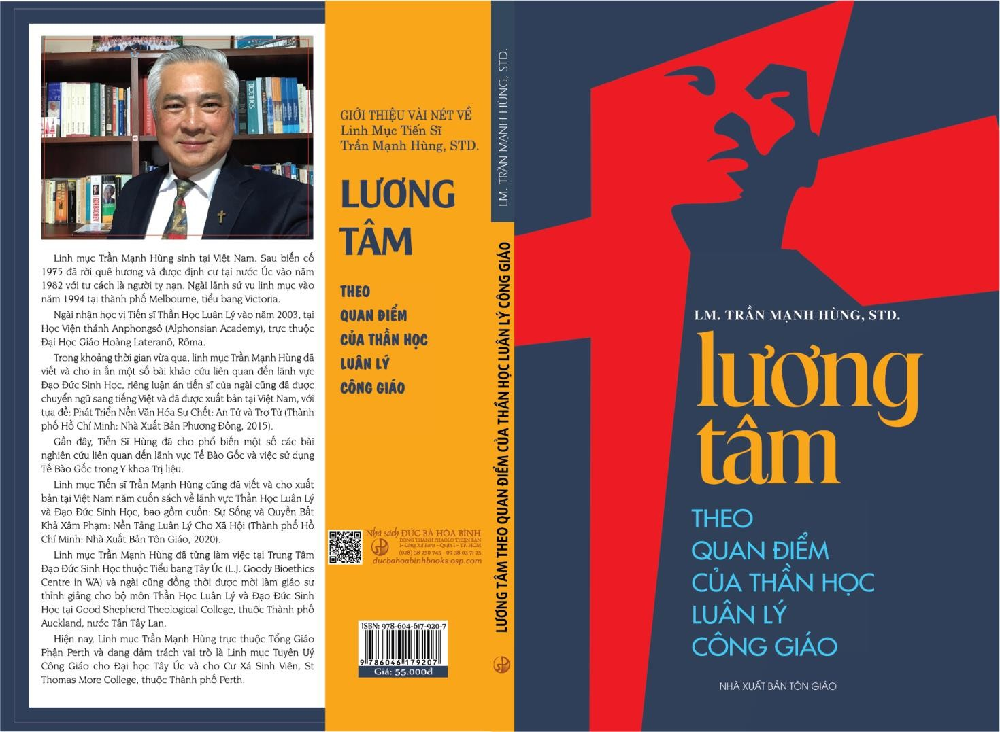 BIOETHICS
GORBACHEV
Linh mục Trần Mạnh Hùng sinh tại Việt Nam. Sau biến cố
1975 đã rời quê hương và được định cư tại nước Úc vào năm
1982 với tư cách là người tỵ nạn. Ngài lãnh sứ vụ linh mục vào
năm 1994 tại thành phố Melbourne, tiểu bang Victoria.
Ngài nhận học vị Tiến sĩ Thần Học Luân Lý vào năm 2003, tại
Học Viện thánh Anphongsô (Alphonsian Academy), trực thuộc
Đại Học Giáo Hoàng Lateranô, Rôma.
Trong khoảng thời gian vừa qua, linh mục Trần Mạnh Hùng đã
viết và cho in ấn một số bài khảo cứu liên quan đến lãnh vực
Đạo Đức Sinh Học, riêng luận án tiến sĩ của ngài cũng đã được
chuyển ngữ sang tiếng Việt và đã được xuất bản tại Việt Nam, với
tựa đề: Phát Triển Nền Văn Hóa Sự Chết: An Tử và Trợ Tử (Thành
phố Hồ Chí Minh: Nhà Xuất Bản Phương Đông, 2015).
Gần đây, Tiến Sĩ Hùng đã cho phổ biến một số các bài
nghiên cứu liên quan đến lãnh vực Tế Bào Gốc và việc sử dụng
Tế Bào Gốc trong Y khoa Trị liệu.
Linh mục Tiến sĩ Trần Mạnh Hùng cũng đã viết và cho xuất
bản tại Việt Nam năm cuốn sách về lãnh vực Thần Học Luân Lý
và Đạo Đức Sinh Học, bao gồm cuốn: Sự Sống và Quyền Bất
Khả Xâm Phạm: Nền Tảng Luân Lý Cho Xã Hội (Thành phố Hồ
Chí Minh: Nhà Xuất Bản Tôn Giáo, 2020).
Linh mục Trần Mạnh Hùng đã từng làm việc tại Trung Tâm
Đạo Đức Sinh Học thuộc Tiểu bang Tây Úc (L.J. Goody Bioethics
Centre in WA) và ngài cũng đồng thời được mời làm giáo sư
thỉnh giảng cho bộ môn Thần Học Luân Lý và Đạo Đức Sinh
Học tại Good Shepherd Theological College, thuộc Thành phố
Auckland, nước Tân Tây Lan.
Hiện nay, Linh mục Trần Mạnh Hùng trực thuộc Tổng Giáo
Phận Perth và đang đảm trách vai trò là Linh mục Tuyên Uý
Công Giáo cho Đại học Tây Úc và cho Cư Xá Sinh Viên, St
Thomas More College, thuộc Thành phố Perth.
GIỚI THIỆU VÀI NÉT VỀ
Linh Mục Tiến Sĩ
Trần Mạnh Hùng, STD.
LƯƠNG
TÂM
THEO
QUAN ĐIỂM
CỦA THẦN HỌC
LUÂN LÝ
CÔNG GIÁO
Nhà sách ĐỨC BÀ HÒA BÌNH
DÒNG THÁNH PHAOLÔ THIỆN BẢN
1- Công Xã Paris - Quận 1 - TP. HCM
(028) 38 250 745 - 09 38 03 71 75
ducbahoabinhbooks-osp.com
ISBN: 978-604-617-920-7
9 786046 179207
Giá: 55.000đ
LM. TRẦN MẠNH HÙNG, STD.
LƯƠNG TÂM THEO QUAN ĐIỂM CỦA THẦN HỌC LUÂN LÝ CÔNG GIÁO
LM. TRẦN MẠNH HÙNG, STD.
lương
tâm
THEO
QUAN ĐIỂM
CỦA THẦN HỌC
LUÂN LÝ
CÔNG GIÁO
NHÀ XUẤT BẢN TÔN GIÁO